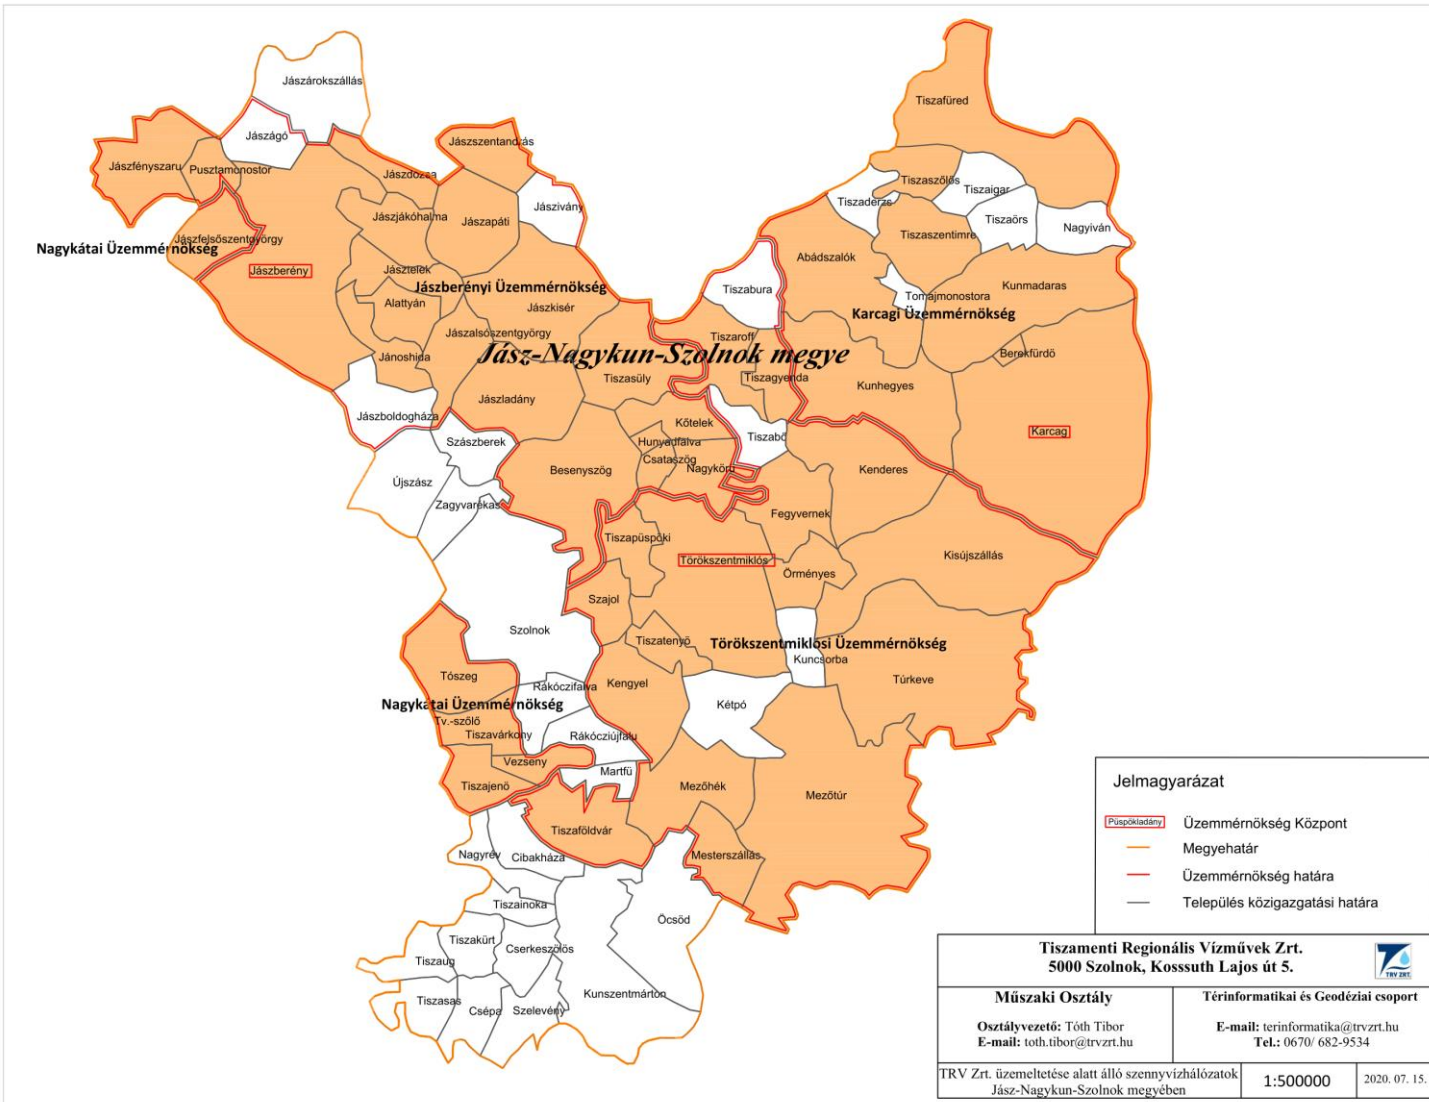 Jászárokszállás
Tiszafüred
Jászágó
Jászszentandrás
Jászfényszaru
Pusztamonostor
Jászdózsa
Tiszaszőlős
Tiszaigar
Tiszaderzs
Jászivány
Jászjákóhalma
Jászapáti
Tiszaörs
Nagyiván
Tiszaszentimre
Jászfelsőszentgyörgy
Nagykátai Üzemmérnökség
Abádszalók
Jászberény
Jásztelek
Jászberényi Üzemmérnökség
Tiszabura
Kunmadaras
Tomajmonostora
Alattyán
Jászkisér
Karcagi Üzemmérnökség
Jászalsószentgyörgy
Tiszaroff
Jász-Nagykun-Szolnok megye
Berekfürdő
Jánoshida
Tiszasüly
Tiszagyenda
Kunhegyes
Jászladány
Jászboldogháza
Kőtelek
Karcag
Tiszabő
Szászberek
Hunyadfalva
Csataszög
Nagykörű
Besenyszög
Kenderes
Újszász
Zagyvarékas
Fegyvernek
Tiszapüspöki
Törökszentmiklós
Kisújszállás
Örményes
Szajol
Szolnok
Tiszatenyő
Törökszentmiklósi Üzemmérnökség
Kuncsorba
Tószeg
Rákóczifalva
Kengyel
Túrkeve
Nagykátai Üzemmérnökség
Kétpó
Tv.-szőlő
Tiszavárkony
Rákócziújfalu
Vezseny
Martfű
Tiszajenő
Mezőhék
Mezőtúr
Tiszaföldvár
Nagyrév
Cibakháza
Mesterszállás
Tiszainoka
Öcsöd
Tiszakürt
Cserkeszőlős
Tiszaug
Tiszasas
Csépa
Szelevény
Kunszentmárton
Jelmagyarázat
Püspökladány
Üzemmérnökség Központ
Megyehatár
Üzemmérnökség határa
Település közigazgatási határa
Tiszamenti Regionális Vízművek Zrt.
5000 Szolnok, Kosssuth Lajos út 5.
TRV ZRT.
Műszaki Osztály
Osztályvezető: Tóth Tibor
E-mail: toth.tibor@trvzrt.hu
Térinformatikai és Geodéziai csoport
E-mail: terinformatika@trvzrt.hu
Tel.: 0670/ 682-9534
TRV Zrt. üzemeltetése alatt álló szennyvízhálózatok
Jász-Nagykun-Szolnok megyében
1:500000
2020. 07. 15.